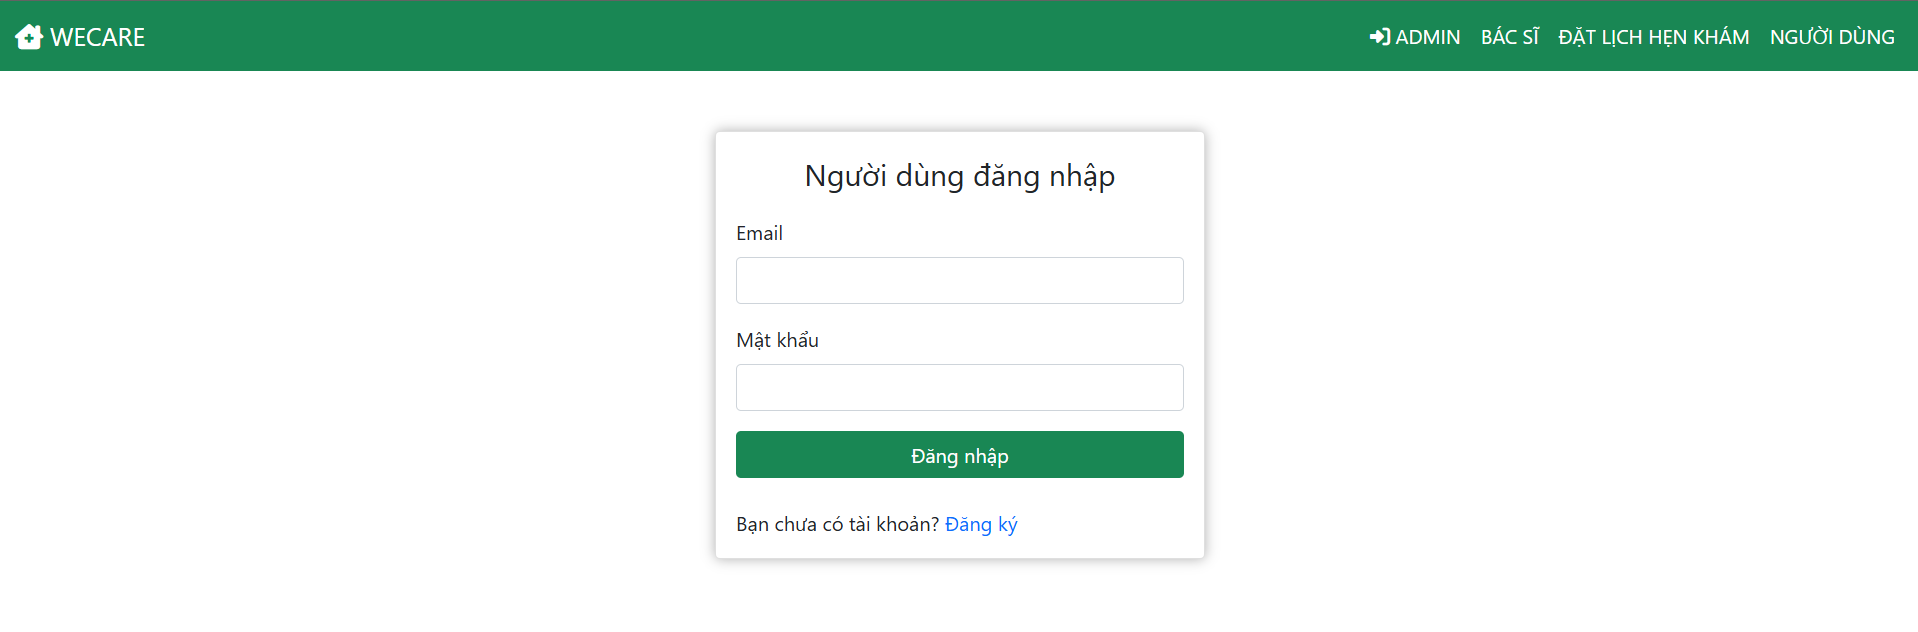 WECARE
ADMIN BÁC SĨ ĐẶT LỊCH HẸN KHÁM NGƯỜI DÙNG
Người dùng đăng nhập
Email
Mật khẩu
Đăng nhập
Bạn chưa có tài khoản? Đăng ký